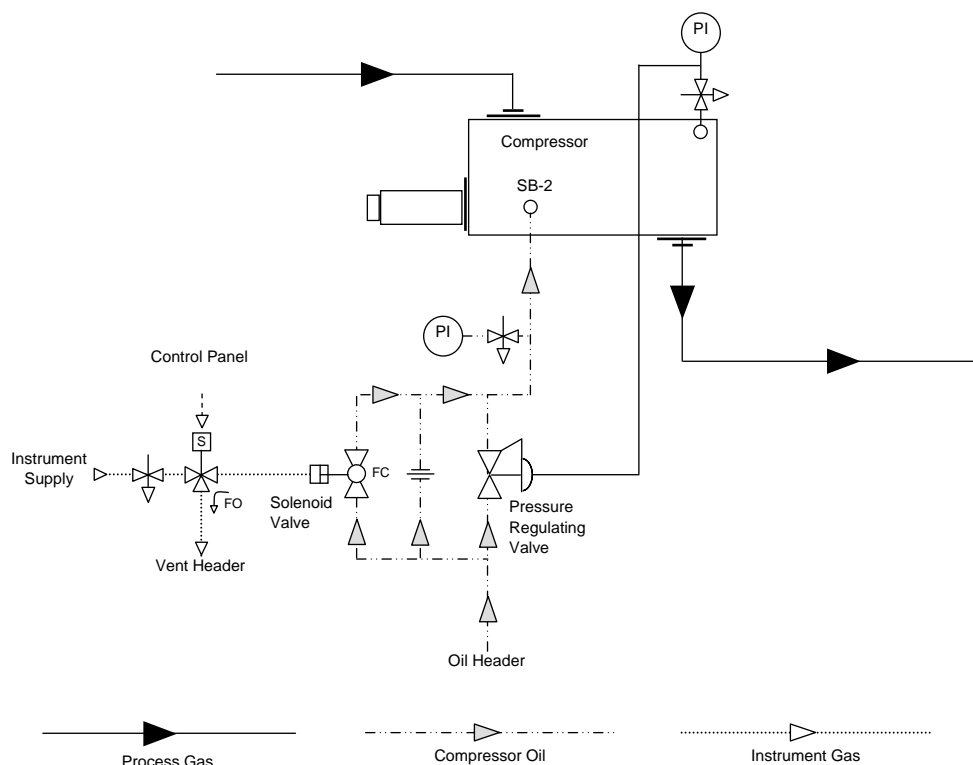 PI
Compressor
SB-2
PI
Control Panel
S
Instrument
Supply
FO
FC
Solenoid
Valve
Pressure
Regulating
Valve
Vent Header
Oil Header
Process Gas
Compressor Oil
Instrument Gas